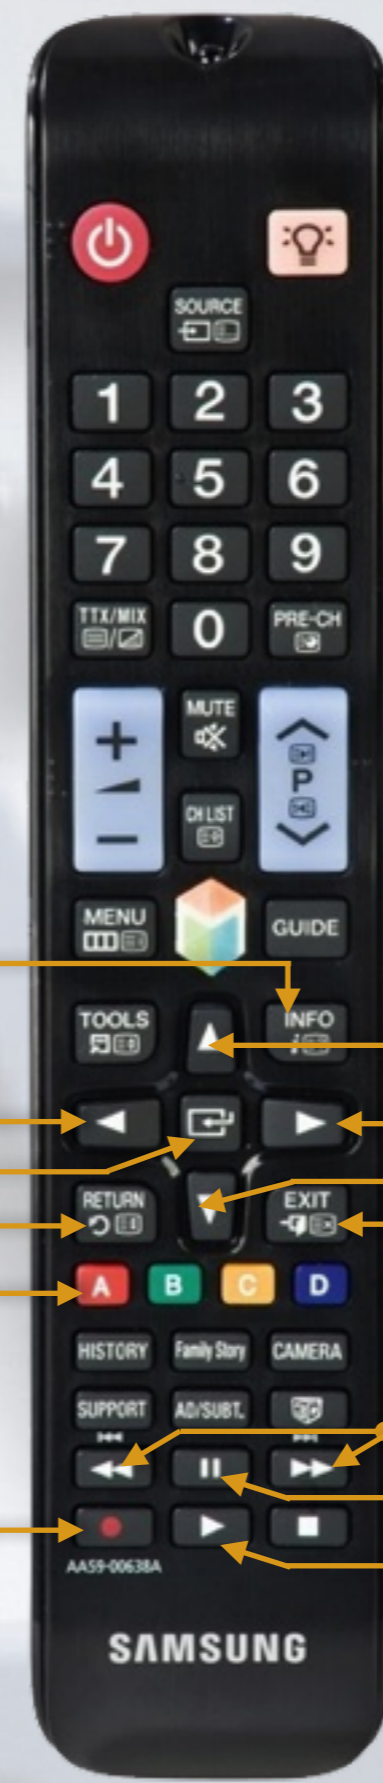 SOURCE
1 2 3
4 5 6
7 8 9
TTX/MIX 0 PRE-CH
MUTE
P
CH LIST
MENU GUIDE
TOOLS INFO
RETURN EXIT
A B C D
HISTORY Family Story CAMERA
SUPPORT AD/SUBT.
AA59-00638A
SAMSUNG